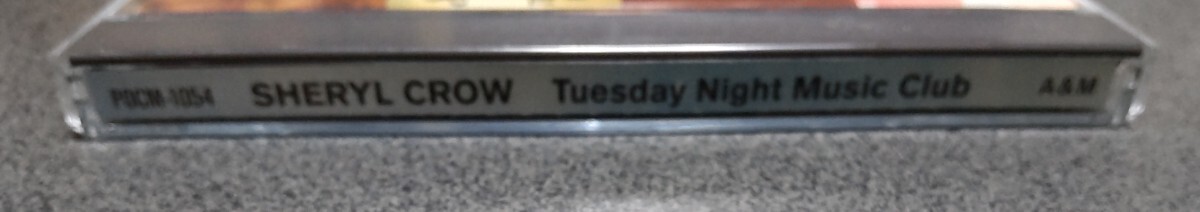 POCM-1054 SHERYL CROW Tuesday Night Music Club A&M